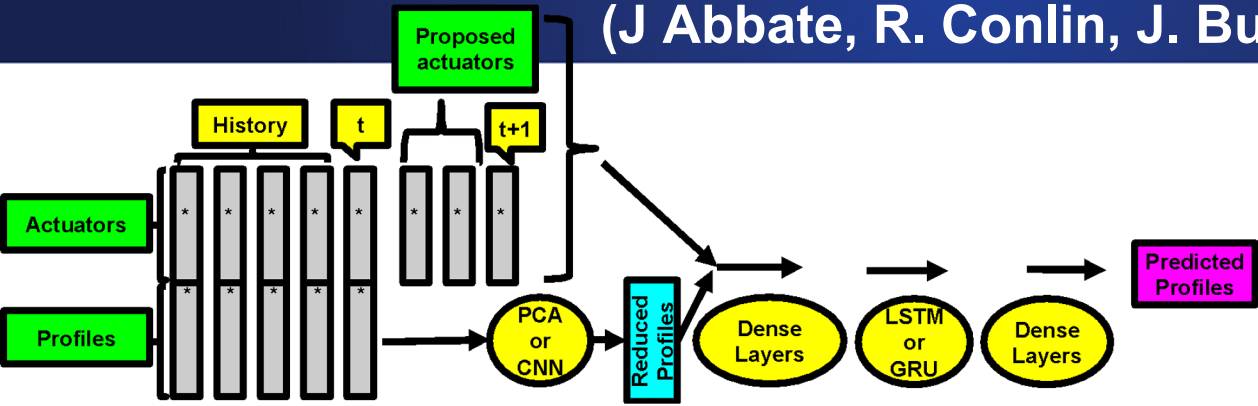 (J Abbate, R. Conlin, J. Bu
Proposed
actuators
History
t
t+1
Actuators
* * * * * * * *
* * * * *
Profiles
PCA
or
CNN
Reduced
Profiles
Dense
Layers
LSTM
or
GRU
Dense
Layers
Predicted
Profiles